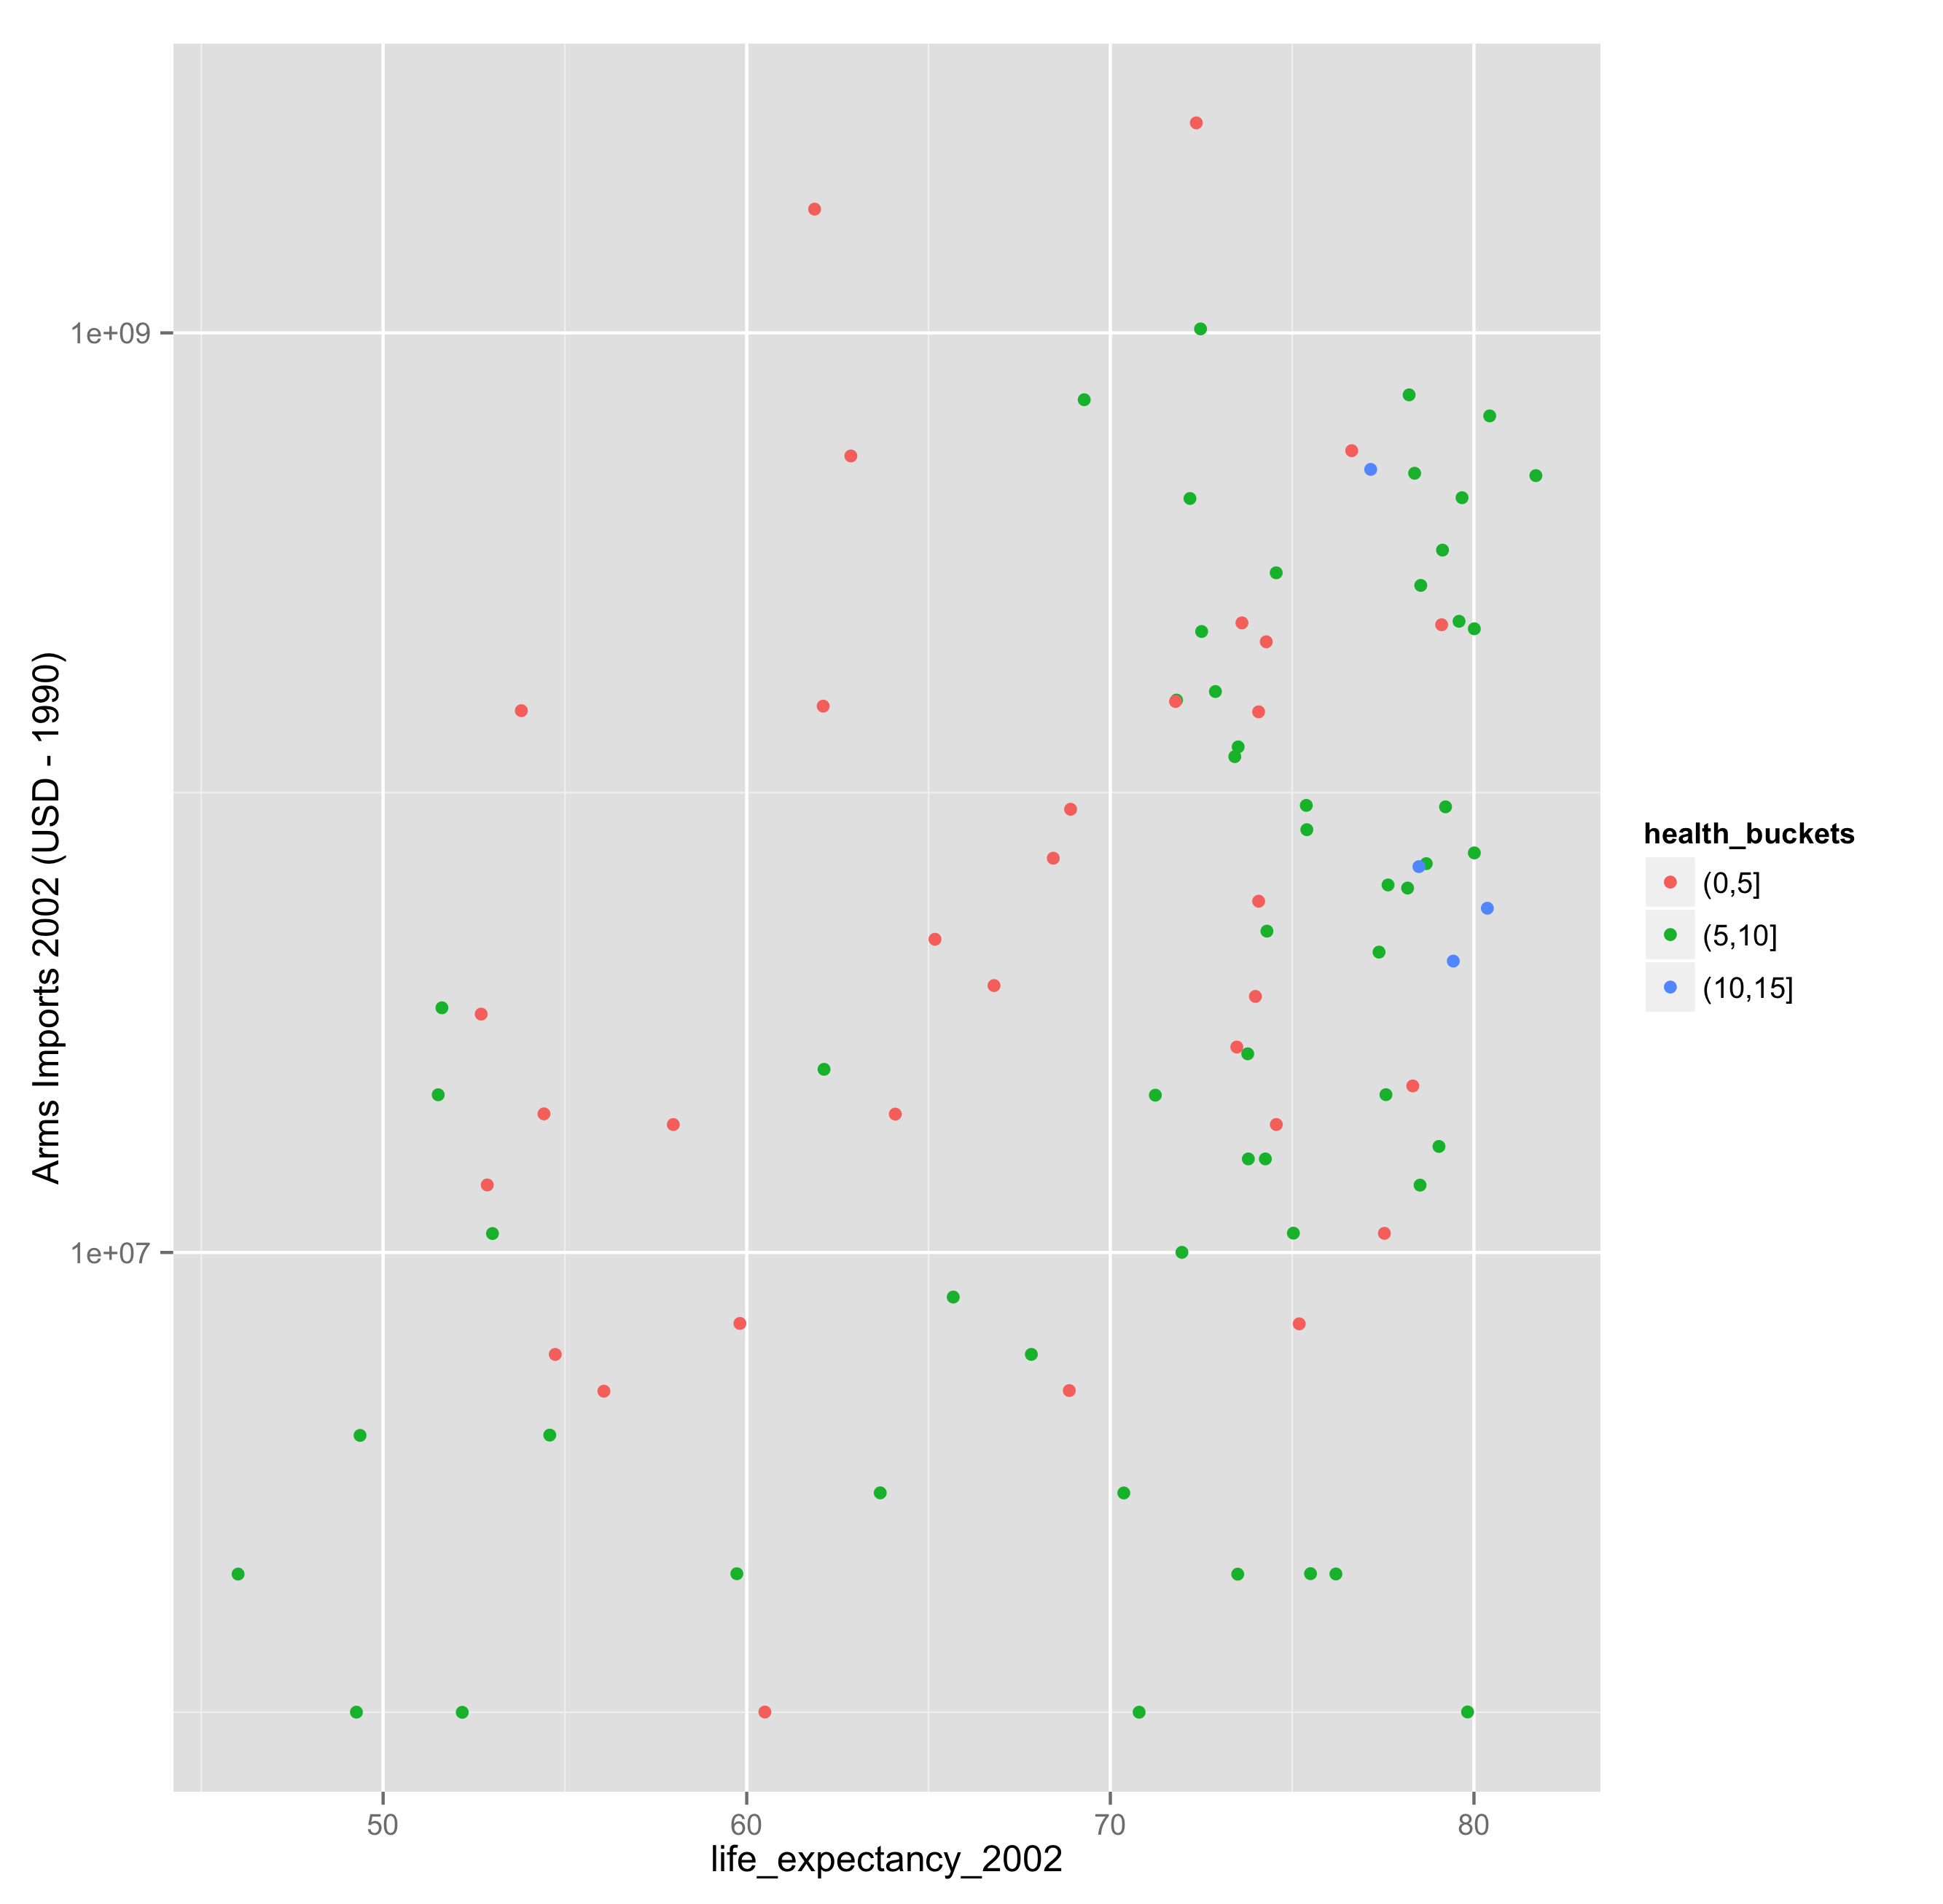 Arms Imports 2002 (USD - 1990)
1e+09
1e+07
50
60
70
80
life_expectancy_2002
health_buckets
(0,5]
(5,10]
(10,15]